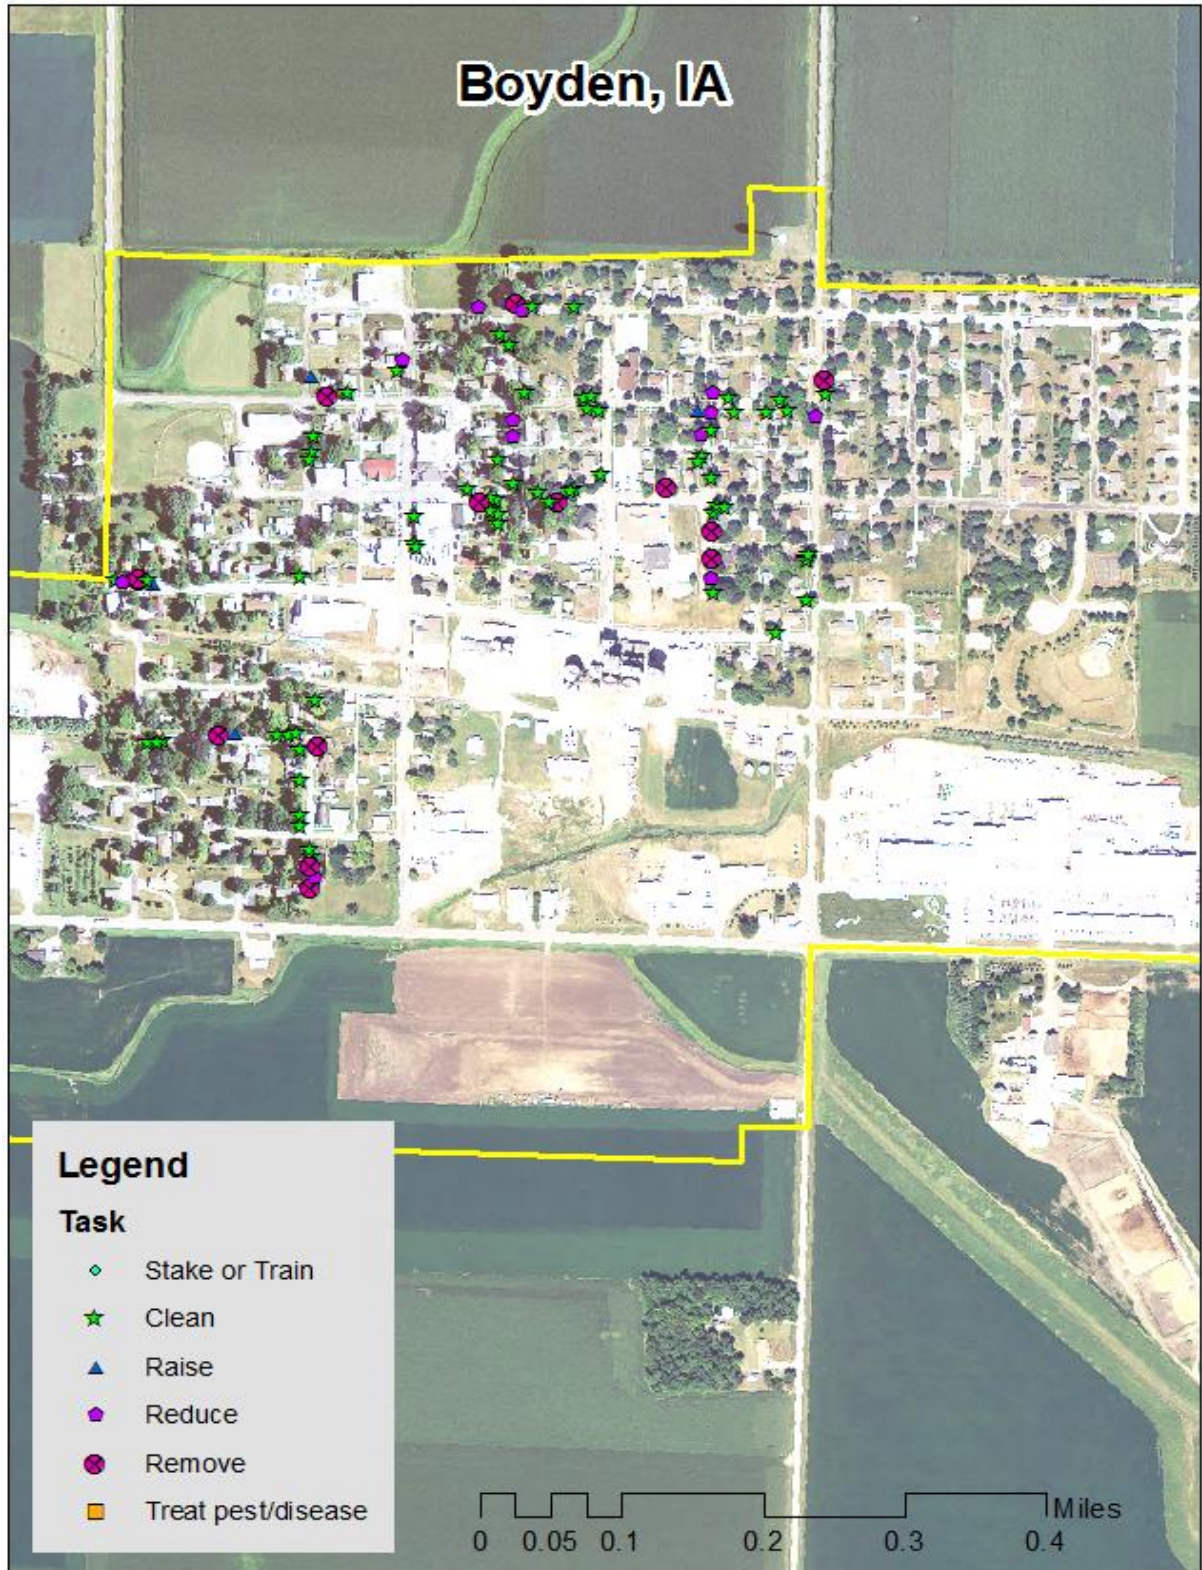 Boyden, IA
Legend
Task
Stake or Train
Clean
Raise
Reduce
Remove
Treat pest/disease
Miles
0 0.05 0.1 0.2 0.3 0.4